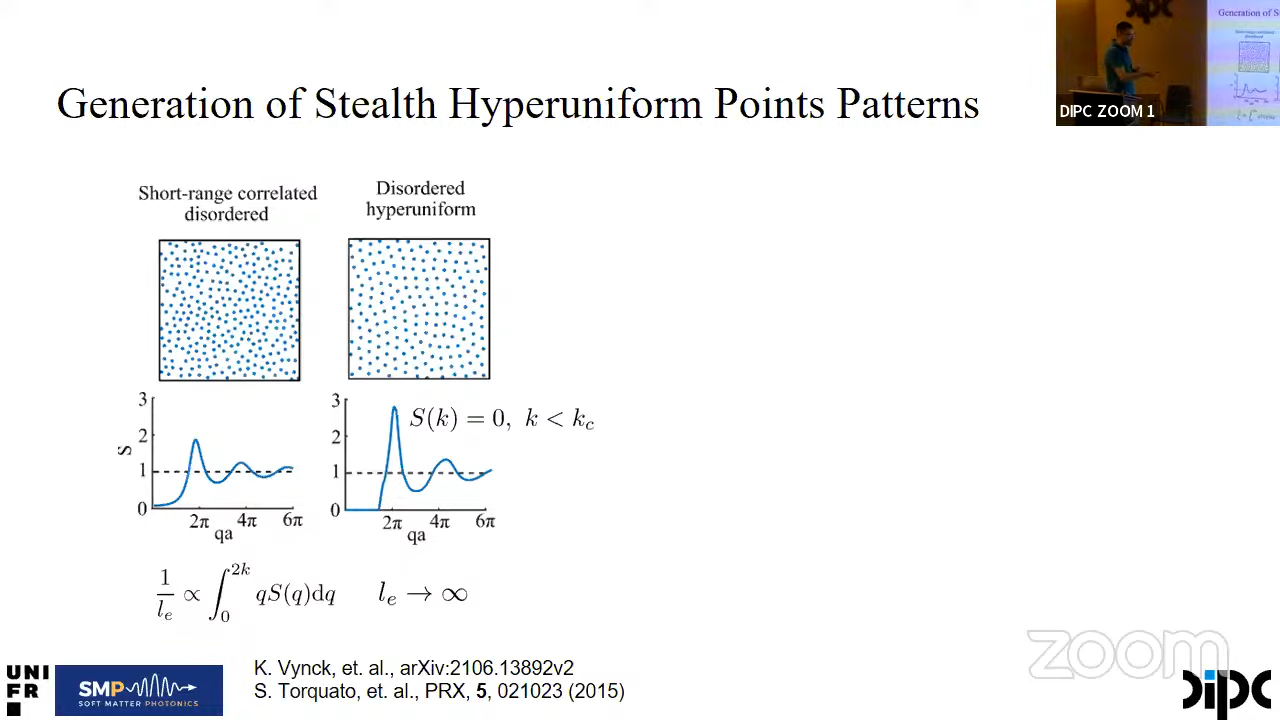 Generation of Stealth Hyperuniform Points Patterns
DIPC ZOOM 1
Generation of S
Short-range correlated
disordered
Disordered
hyperuniform
3
2
1
0
S
2π 4π 6π
qa
3
2
1
0
2π 4π 6π
qa
S(k) = 0, k < k_c
1/l_e ∝ ∫_0^{2k} qS(q)dq
l_e → ∞
UNI
FR
SMP
SOFT MATTER PHOTONICS
K. Vynck, et. al., arXiv:2106.13892v2
S. Torquato, et. al., PRX, 5, 021023 (2015)
zoom
dipc